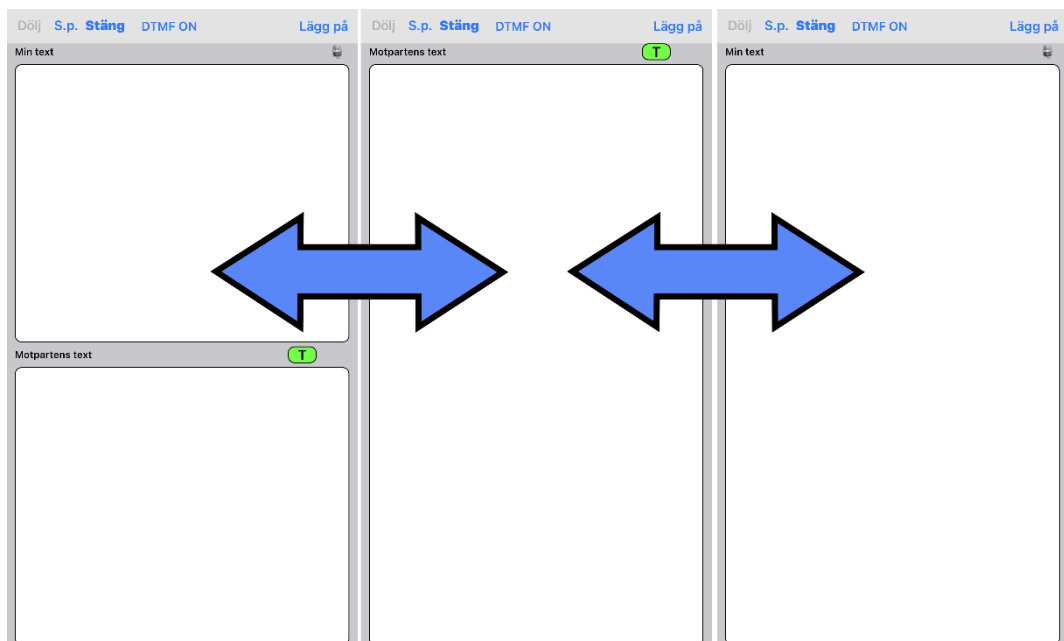 Dölj S.p. Stäng DTMF ON Lägg på
Min text
Motpartens text T
Dölj S.p. Stäng DTMF ON Lägg på
Motpartens text T
Dölj S.p. Stäng DTMF ON Lägg på
Min text